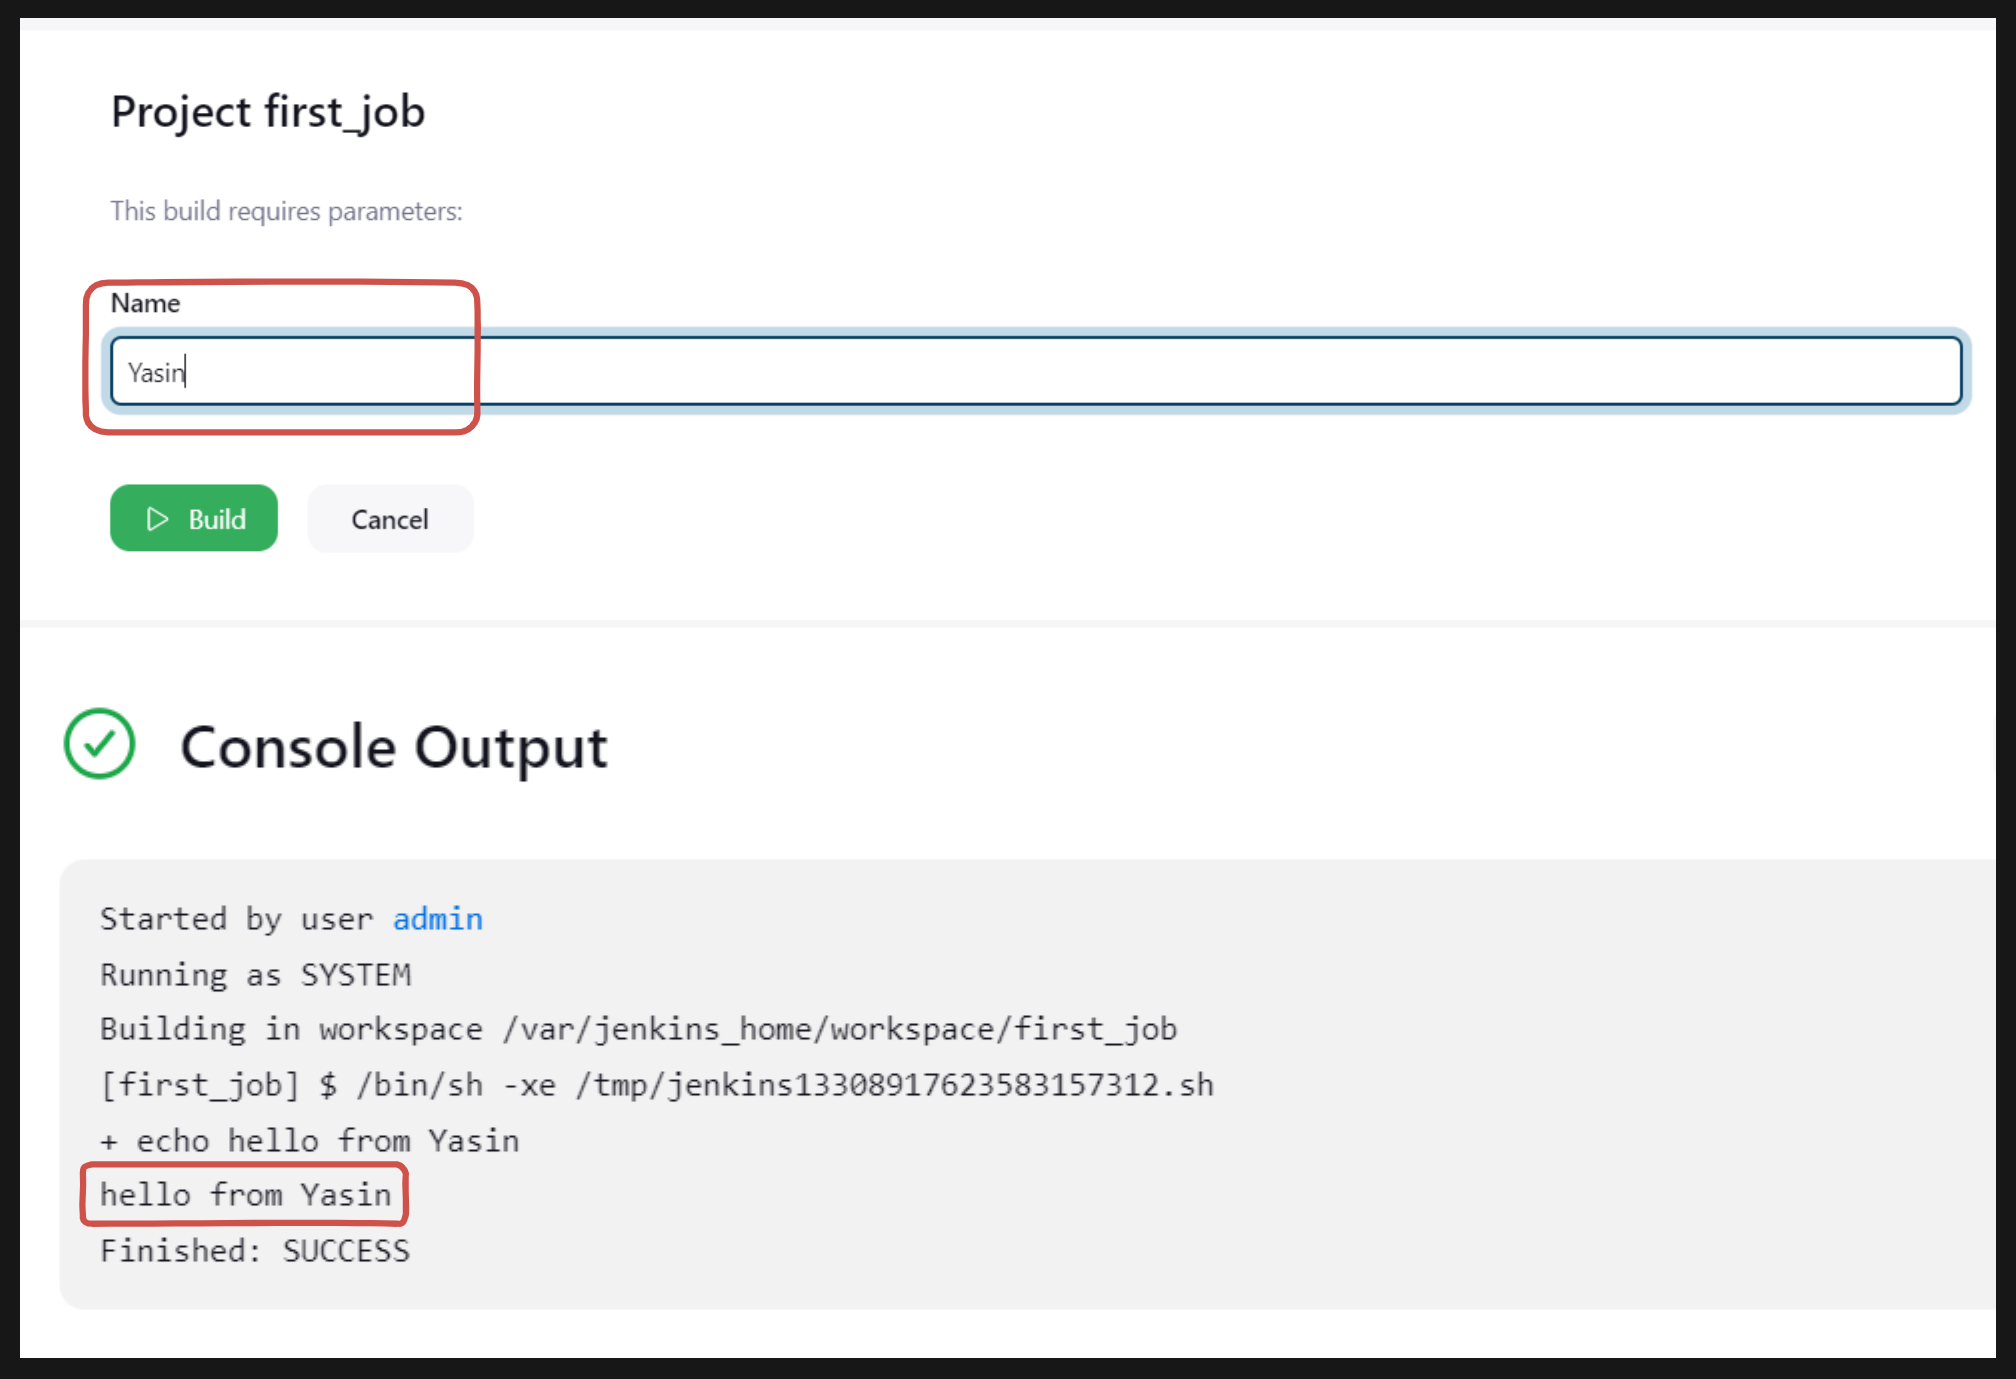 Project first_job
This build requires parameters:
Name
Yasin
Build
Cancel
Console Output
Started by user admin
Running as SYSTEM
Building in workspace /var/jenkins_home/workspace/first_job
[first_job] $ /bin/sh -xe /tmp/jenkins13308917623583157312.sh
+ echo hello from Yasin
hello from Yasin
Finished: SUCCESS